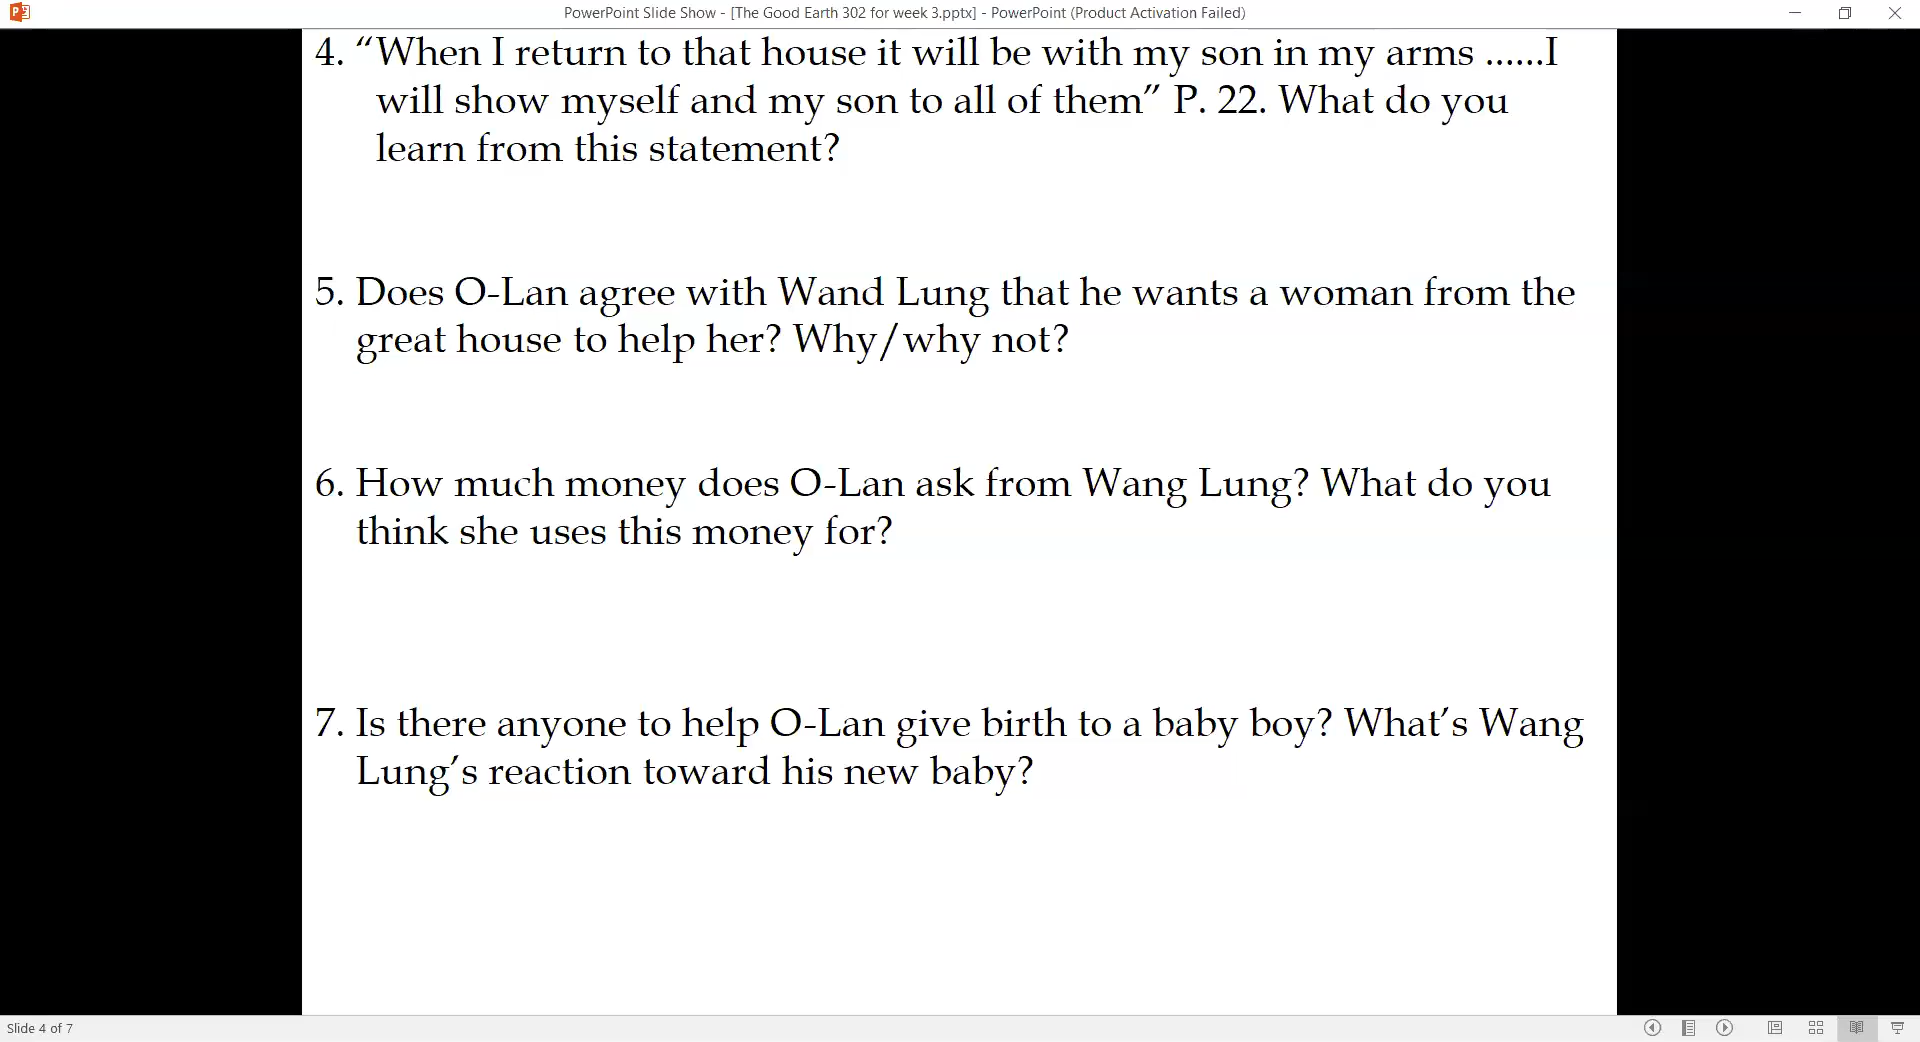 PowerPoint Slide Show - [The Good Earth 302 for week 3.pptx] - PowerPoint (Product Activation Failed)
4. “When I return to that house it will be with my son in my arms ......I
will show myself and my son to all of them” P. 22. What do you
learn from this statement?
5. Does O-Lan agree with Wand Lung that he wants a woman from the
great house to help her? Why/why not?
6. How much money does O-Lan ask from Wang Lung? What do you
think she uses this money for?
7. Is there anyone to help O-Lan give birth to a baby boy? What’s Wang
Lung’s reaction toward his new baby?
Slide 4 of 7